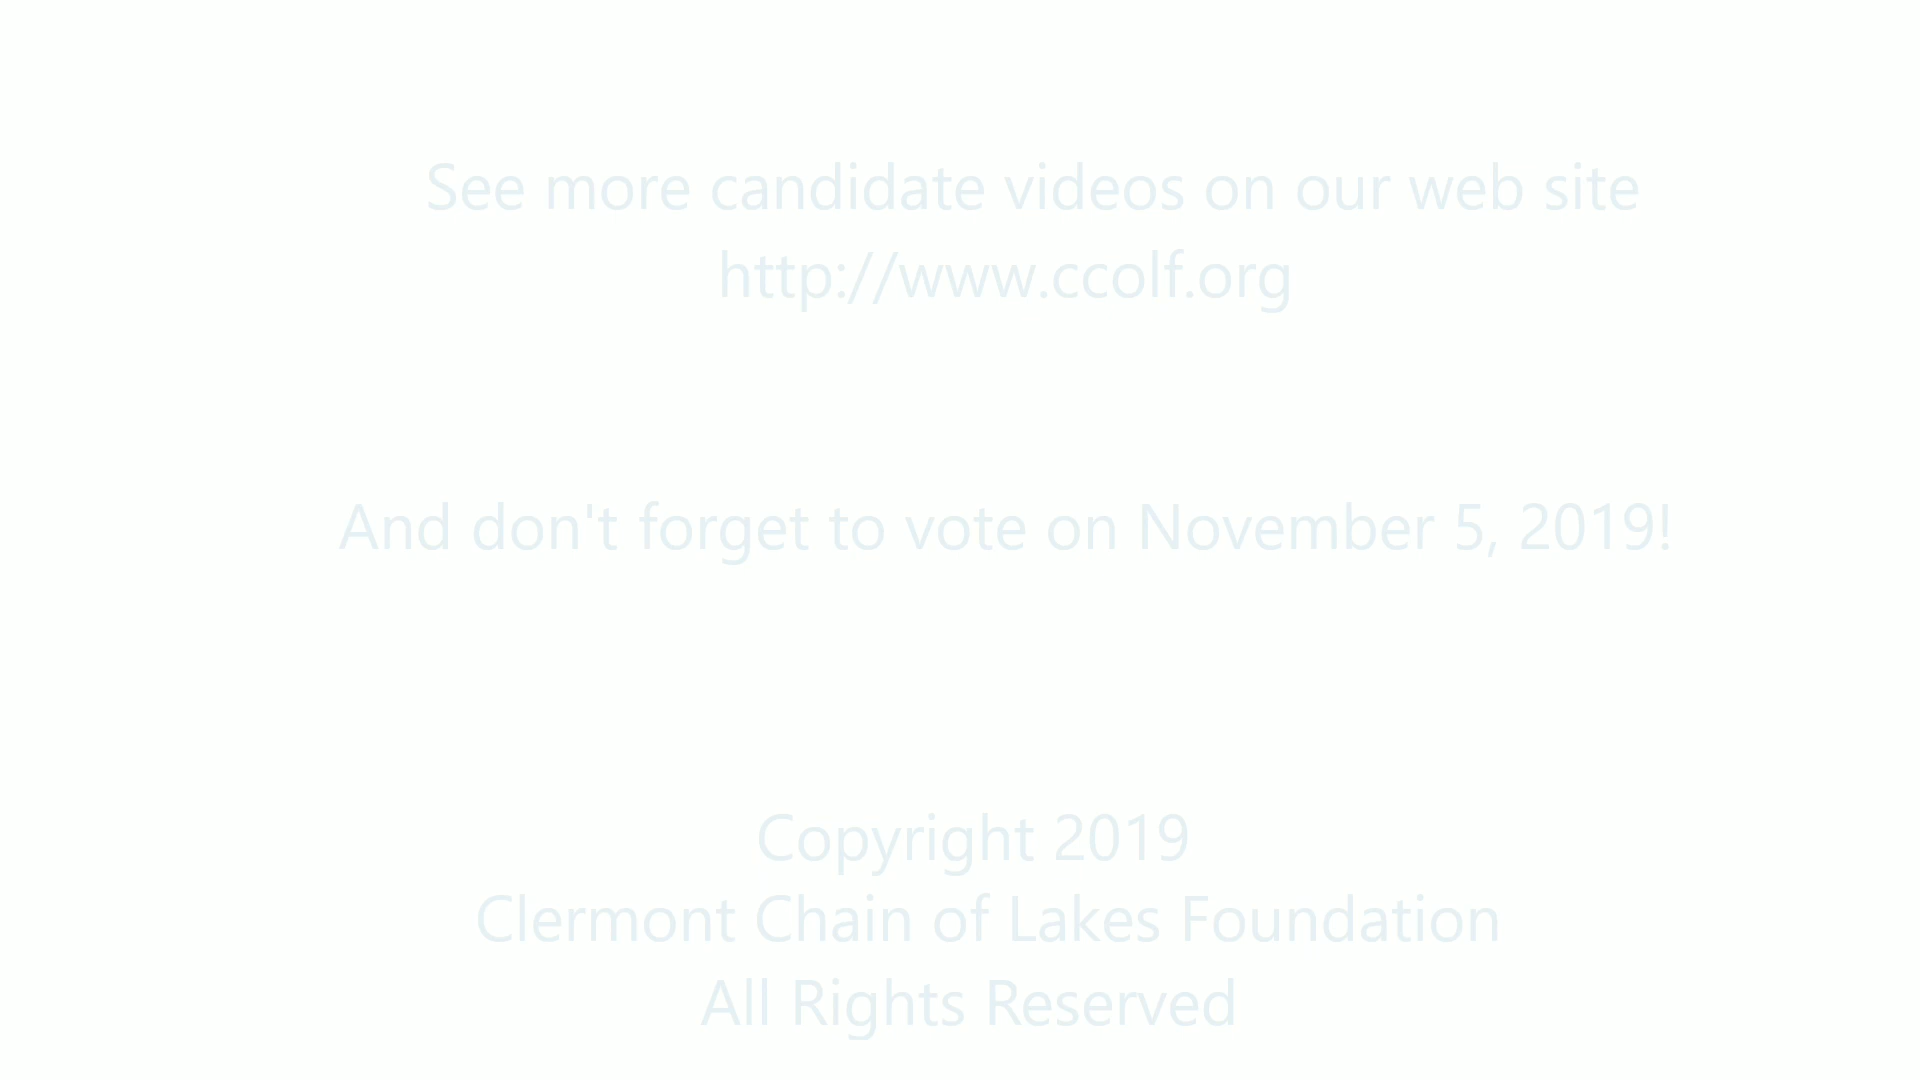 See more candidate videos on our web site
http://www.ccolf.org
And don't forget to vote on November 5, 2019!
Copyright 2019
Clermont Chain of Lakes Foundation
All Rights Reserved